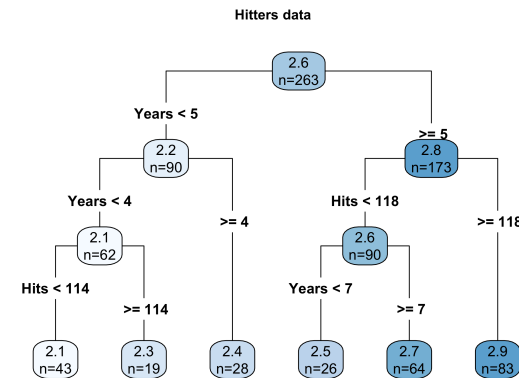 Hitters data
2.6
n=263
Years < 5
>= 5
2.2
n=90
2.8
n=173
Years < 4
>= 4
Hits < 118
>= 118
2.1
n=62
2.6
n=90
Hits < 114
>= 114
Years < 7
>= 7
2.1
n=43
2.3
n=19
2.4
n=28
2.5
n=26
2.7
n=64
2.9
n=83